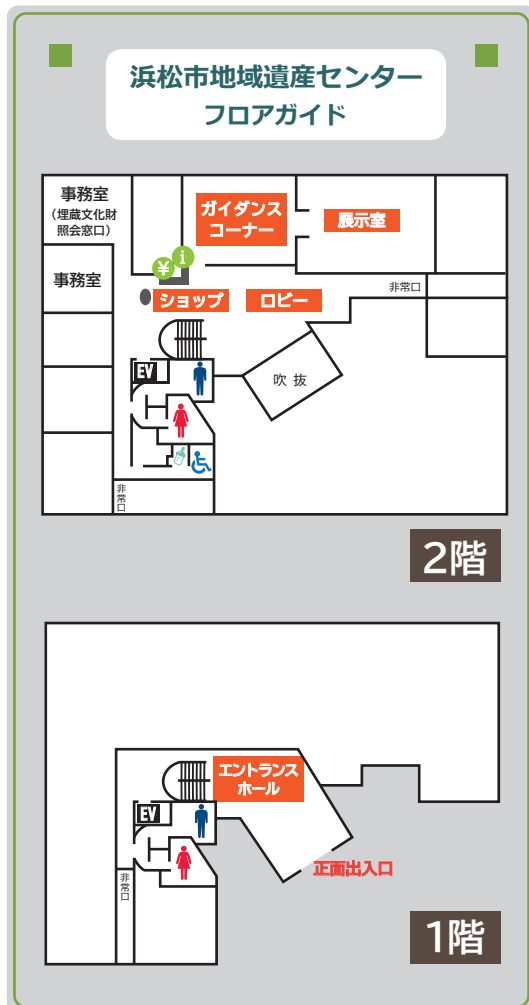 浜松市地域遺産センター
フロアガイド
事務室
(埋蔵文化財
照会窓口)
ガイダンス
コーナー
展示室
事務室
i
¥
ショップ
ロビー
非常口
EV
吹抜
非常口
2階
エントランス
ホール
EV
正面出入口
非常口
1階